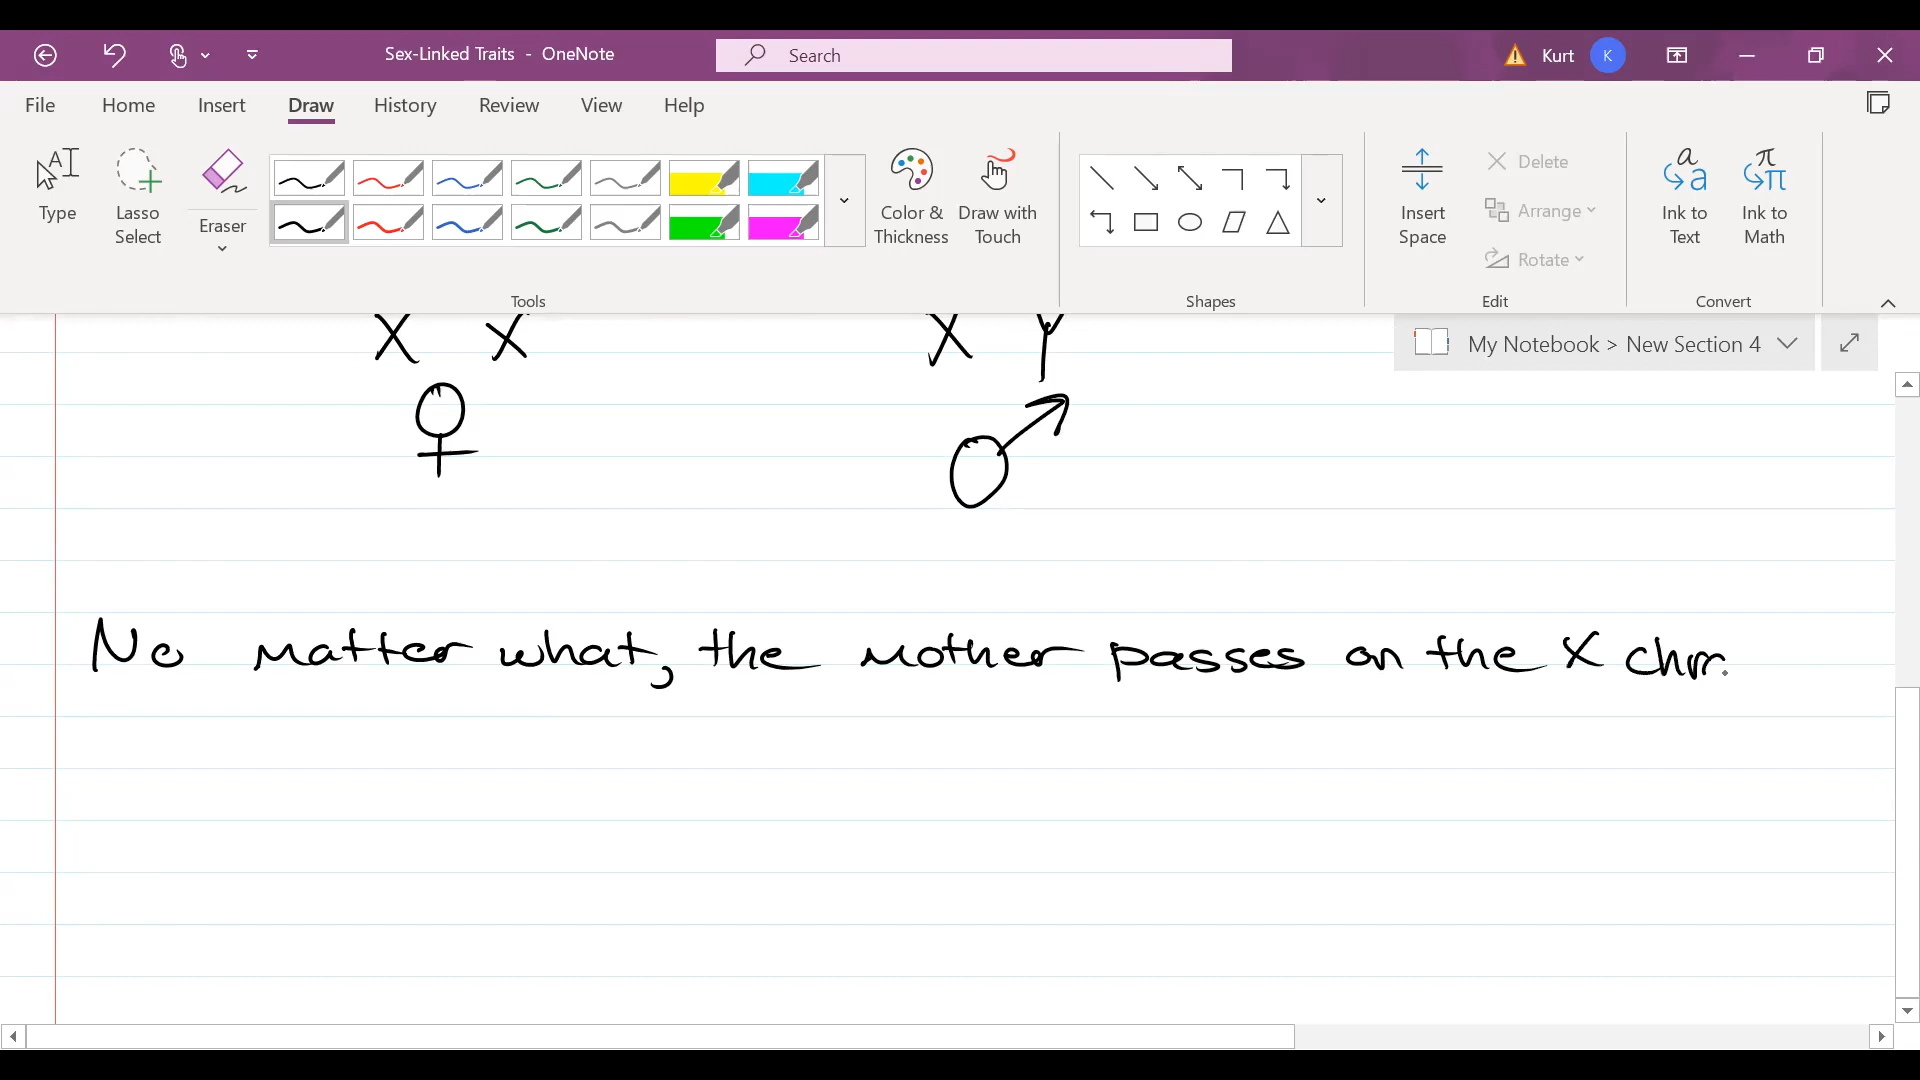 Sex-Linked Traits - OneNote
Search
Kurt
K
File Home Insert Draw History Review View Help
Type
Lasso Select
Eraser
Color & Thickness
Draw with Touch
Insert Space
Delete
Arrange
Rotate
Ink to Text
Ink to Math
Tools
Shapes
Edit
Convert
My Notebook > New Section 4
X X
X Y
No matter what, the mother passes on the X chr.